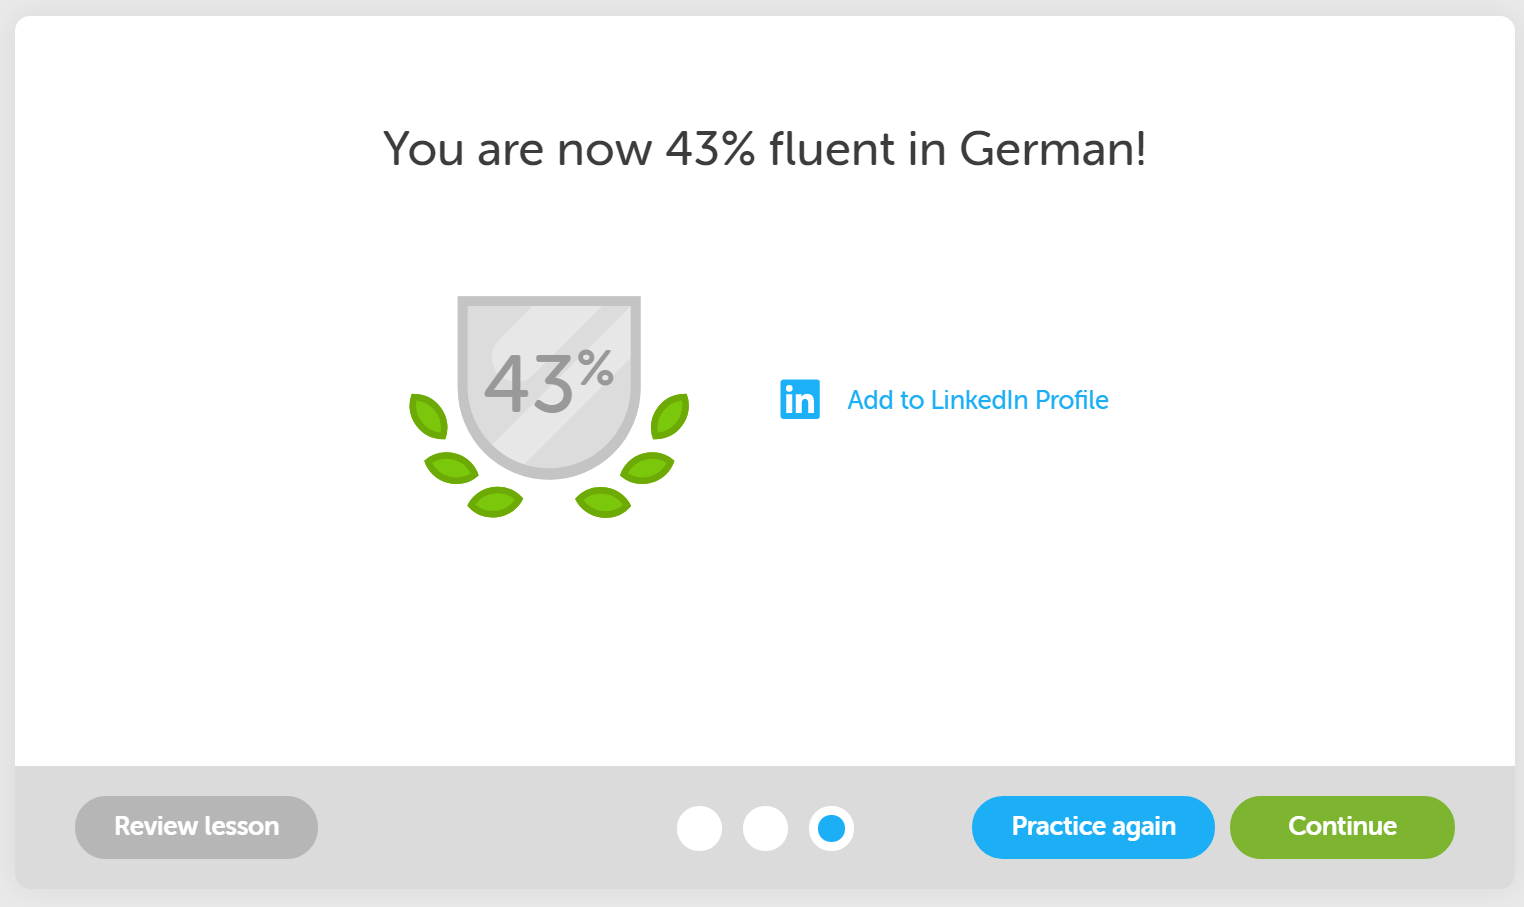 You are now 43% fluent in German!
43%
in Add to LinkedIn Profile
Review lesson
Practice again
Continue